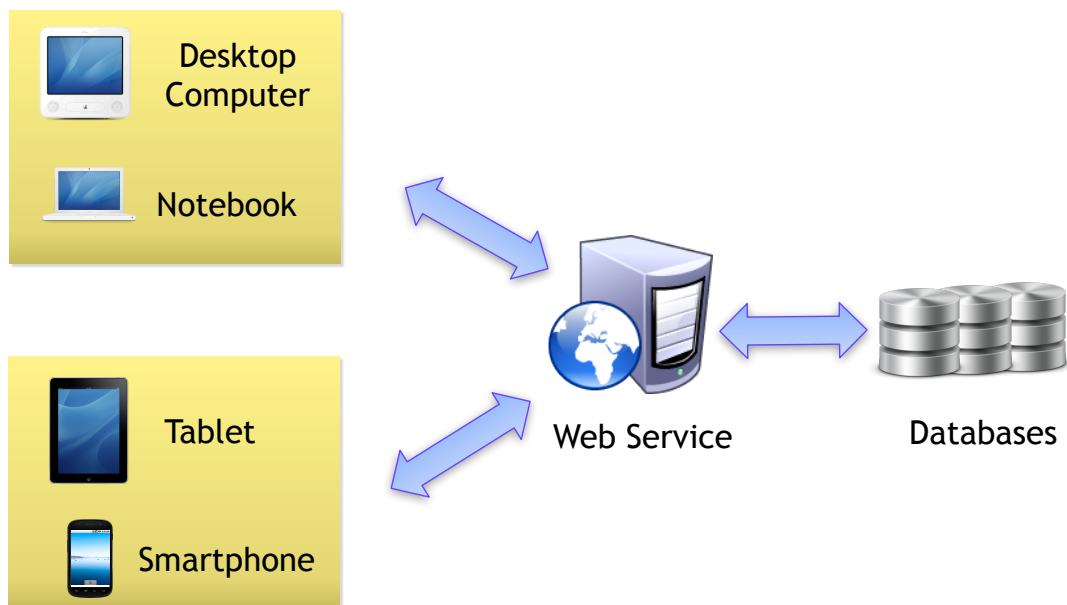 Desktop
Computer
Notebook
Tablet
Smartphone
Web Service
Databases